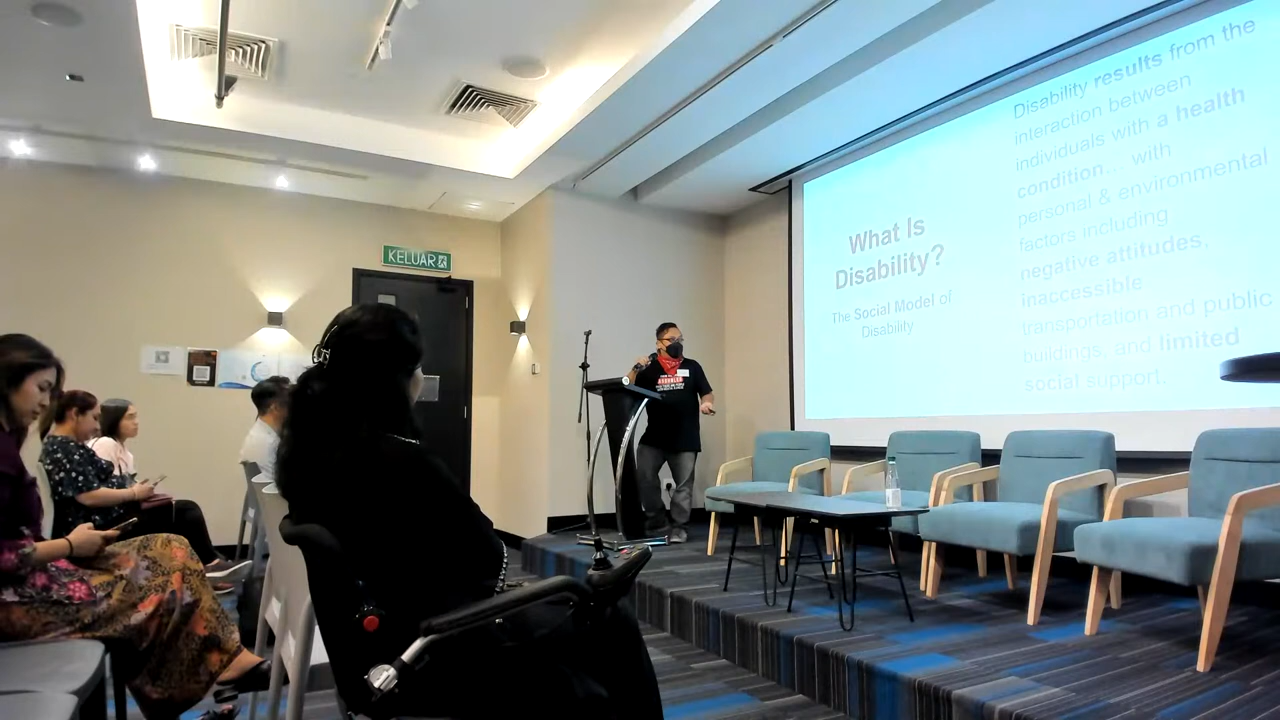 KELUAR
What Is
Disability?
The Social Model of
Disability
Disability results from the
interaction between
individuals with a health
condition... with
personal & environmental
factors including
negative attitudes,
inaccessible
transportation and public
buildings, and limited
social support.